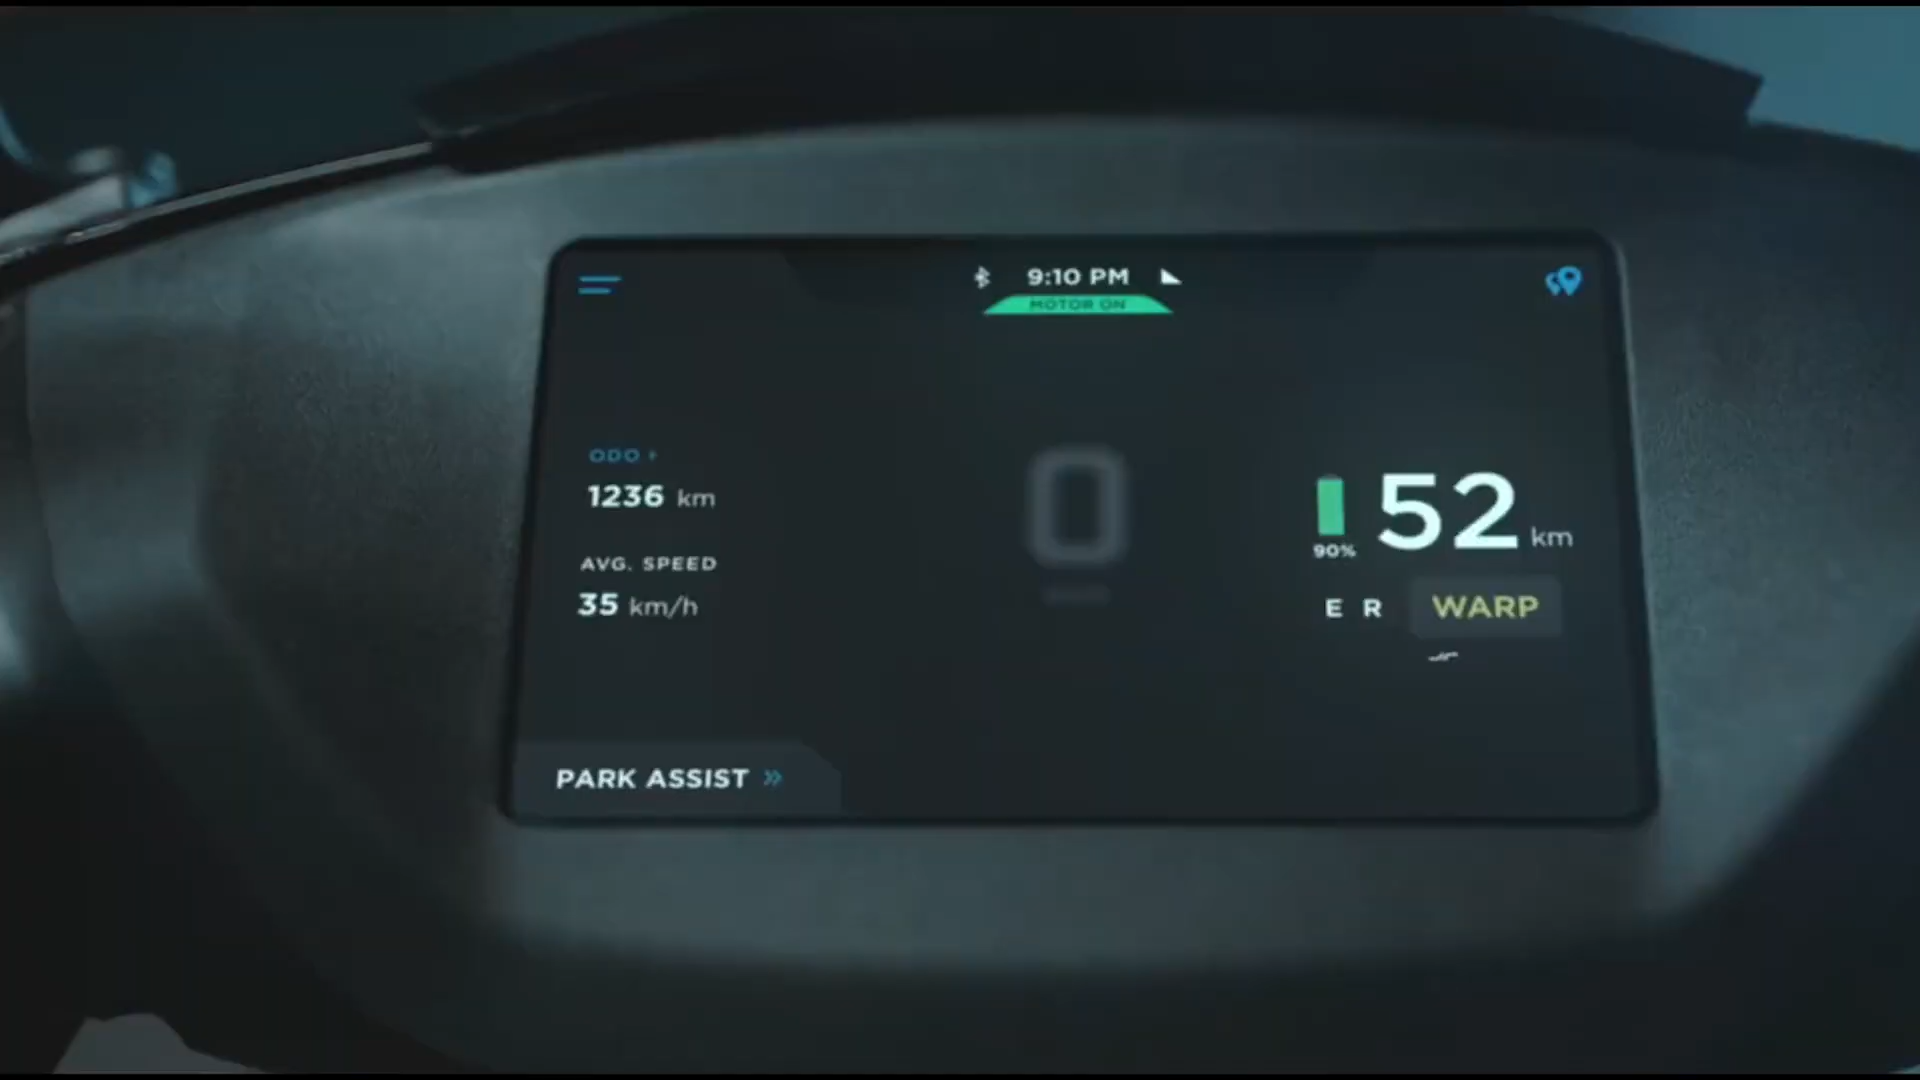 9:10 PM
MOTOR ON
ODO
1236 km
AVG. SPEED
35 km/h
0
90%
52 km
E R WARP
PARK ASSIST »